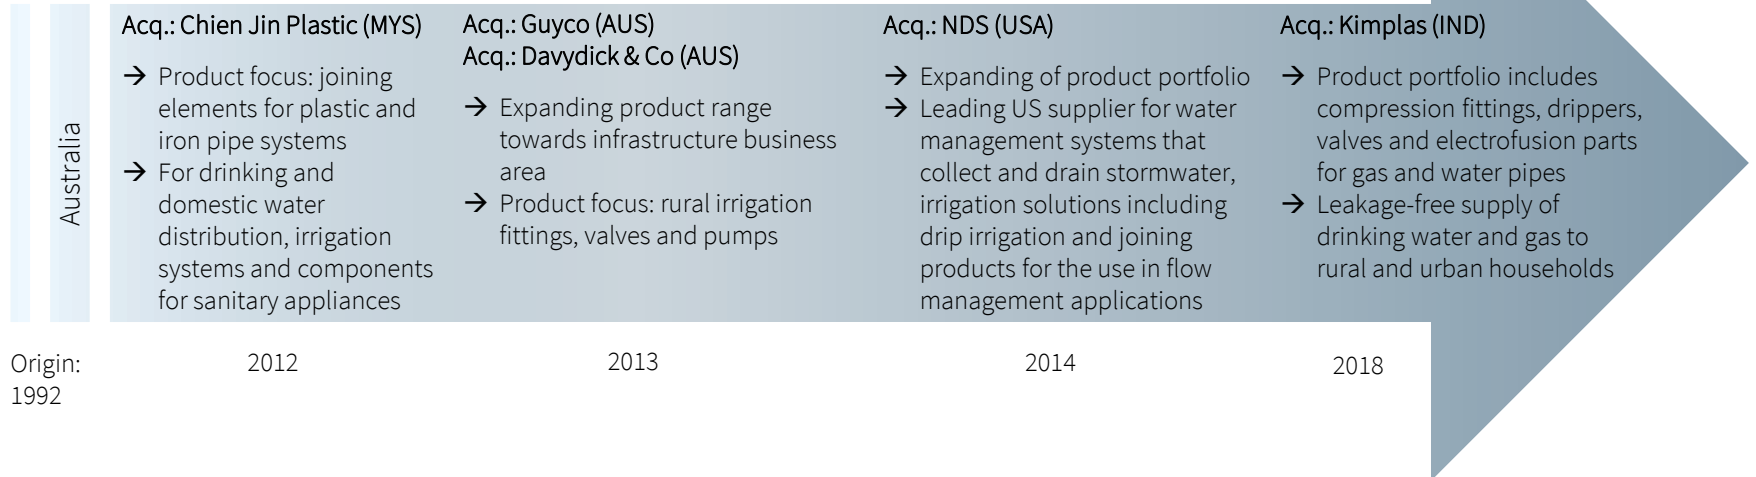 Australia
Acq.: Chien Jin Plastic (MYS)
→ Product focus: joining
elements for plastic and
iron pipe systems
→ For drinking and
domestic water
distribution, irrigation
systems and components
for sanitary appliances
Acq.: Guyco (AUS)
Acq.: Davydick & Co (AUS)
→ Expanding product range
towards infrastructure business
area
→ Product focus: rural irrigation
fittings, valves and pumps
Acq.: NDS (USA)
→ Expanding of product portfolio
→ Leading US supplier for water
management systems that
collect and drain stormwater,
irrigation solutions including
drip irrigation and joining
products for the use in flow
management applications
Acq.: Kimplas (IND)
→ Product portfolio includes
compression fittings, drippers,
valves and electrofusion parts
for gas and water pipes
→ Leakage-free supply of
drinking water and gas to
rural and urban households
Origin:
1992
2012
2013
2014
2018